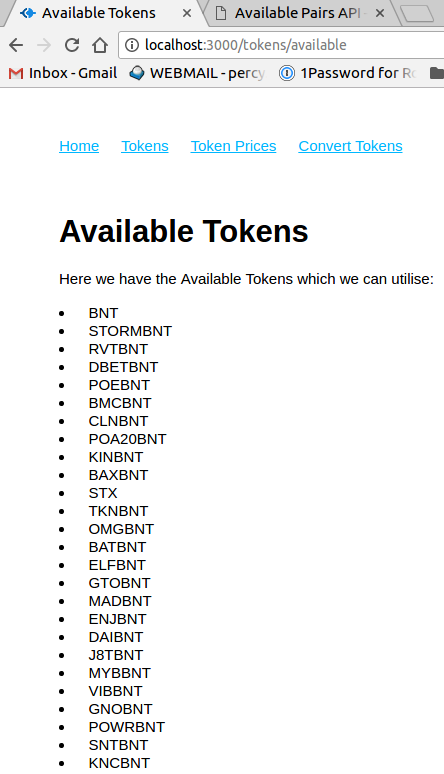 Available Tokens
Available Pairs API
localhost:3000/tokens/available
Inbox - Gmail WEBMAIL - percy 1Password for Ro
Home Tokens Token Prices Convert Tokens
Available Tokens
Here we have the Available Tokens which we can utilise:
BNT
STORMBNT
RVTBNT
DBETBNT
POEBNT
BMCBNT
CLNBNT
POA20BNT
KINBNT
BAXBNT
STX
TKNBNT
OMGBNT
BATBNT
ELFBNT
GTOBNT
MADBNT
ENJBNT
DAIBNT
J8TBNT
MYBBNT
VIBBNT
GNOBNT
POWRBNT
SNTBNT
KNCBNT